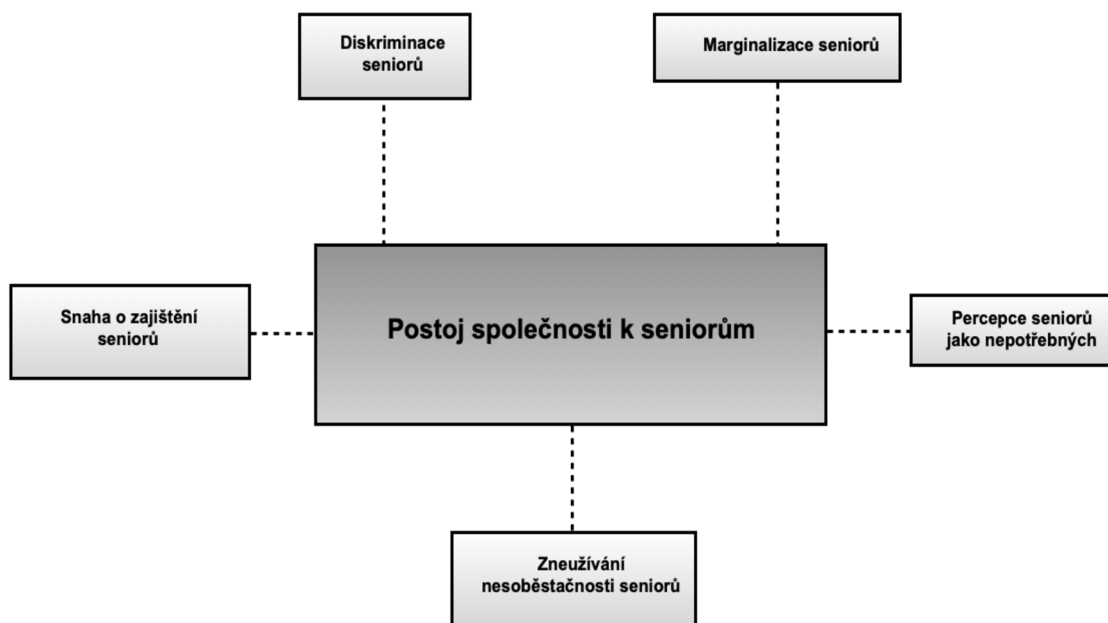 Diskriminace
seniorů
Marginalizace seniorů
Snaha o zajištění
seniorů
Postoj společnosti k seniorům
Percepce seniorů
jako nepotřebných
Zneužívání
nesoběstačnosti seniorů